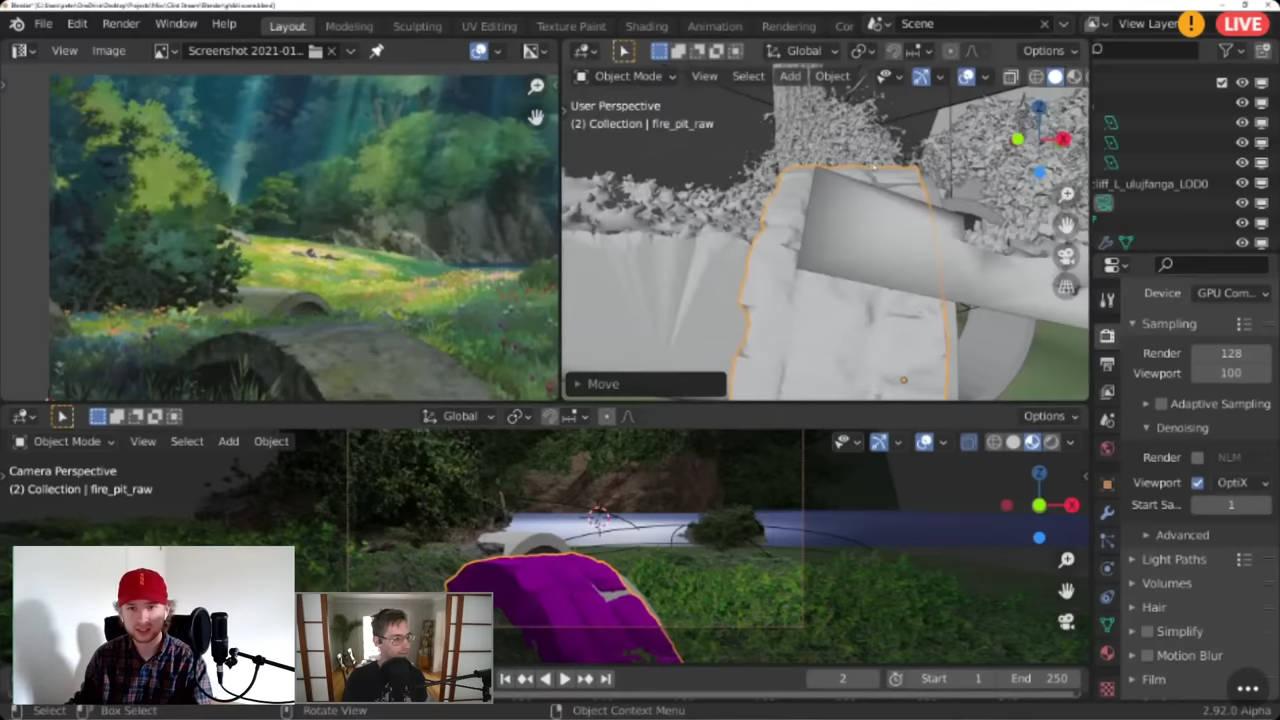 File Edit Render Window Help
Layout Modeling Sculpting UV Editing Texture Paint Shading Animation Rendering Scene View Layer LIVE
View Image Screenshot 2021-01... Global Options
Object Mode View Select Add Object
User Perspective
(2) Collection | fire_pit_raw
cliff_L_ulujfanga_LOD0
Move
Device GPU Com...
Sampling
Render 128
Viewport 100
Adaptive Sampling
Denoising
Render NLM
Viewport OptiX
Start Sa... 1
Advanced
Light Paths
Volumes
Hair
Simplify
Motion Blur
Film
Global Options
Object Mode View Select Add Object
Camera Perspective
(2) Collection | fire_pit_raw
2 Start 1 End 250
Select Box Select Rotate View Object Context Menu 2.92.0 Alpha